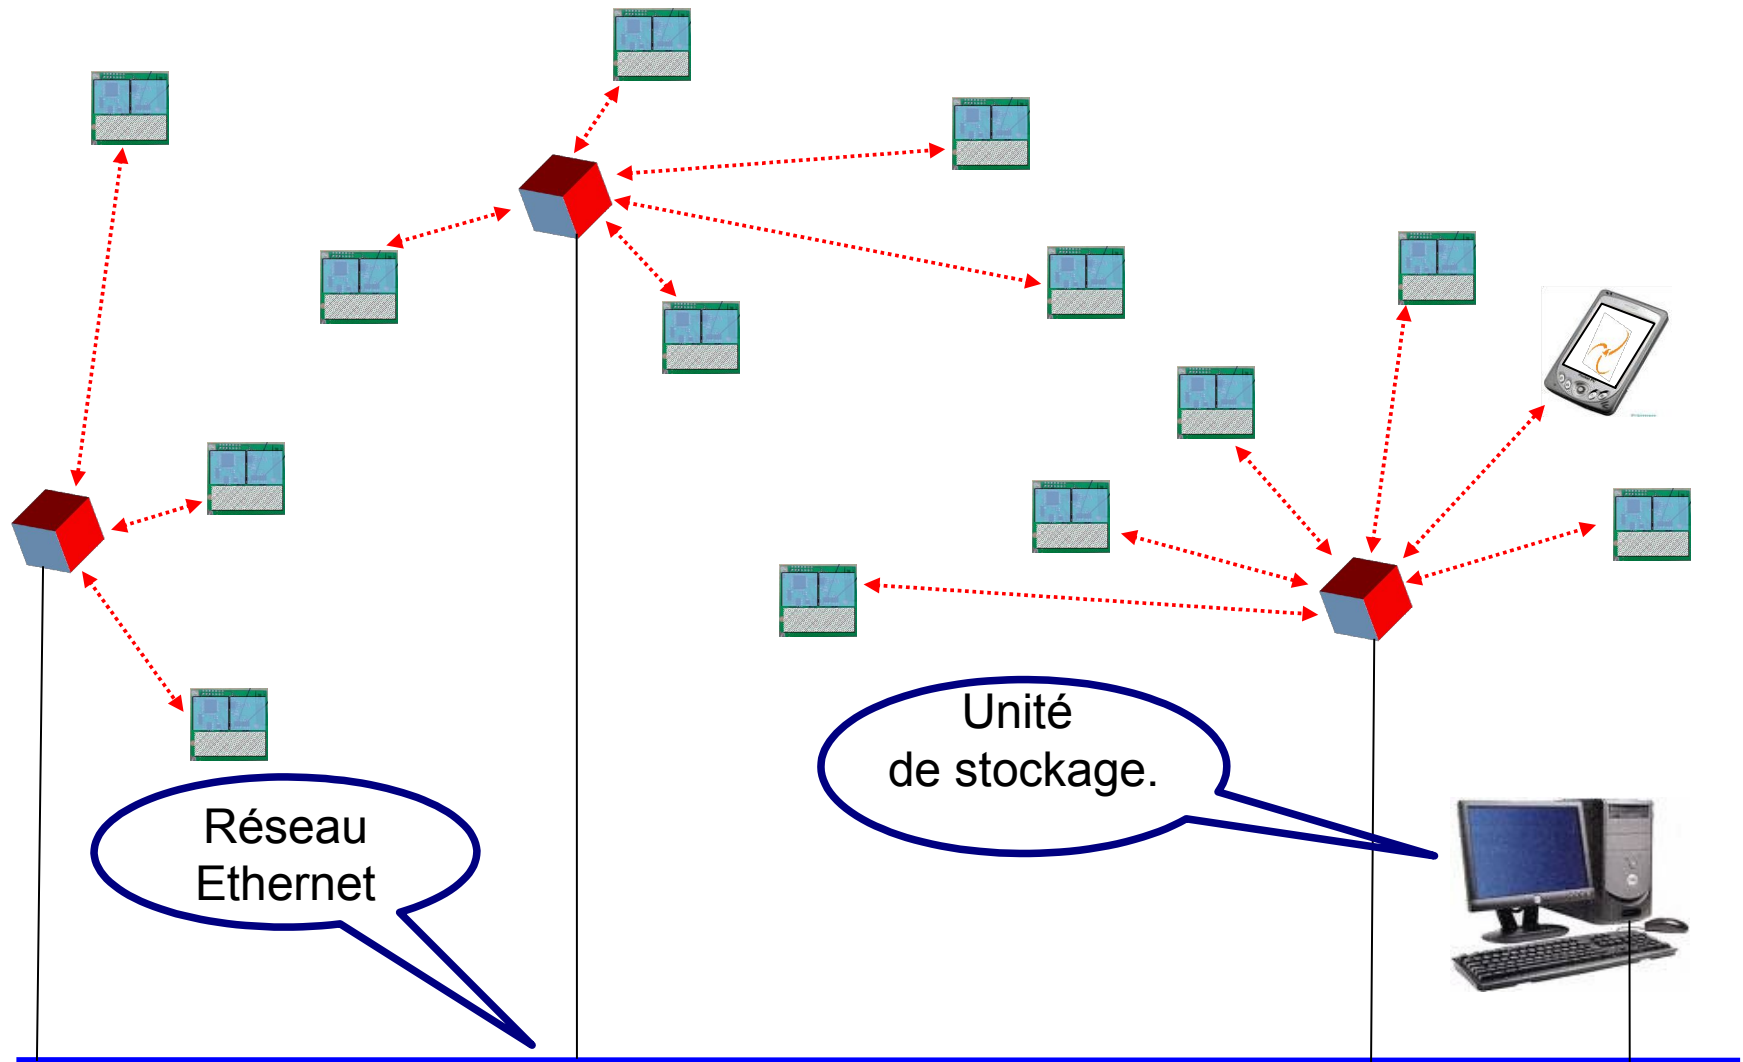 Unité
de stockage.
Réseau
Ethernet